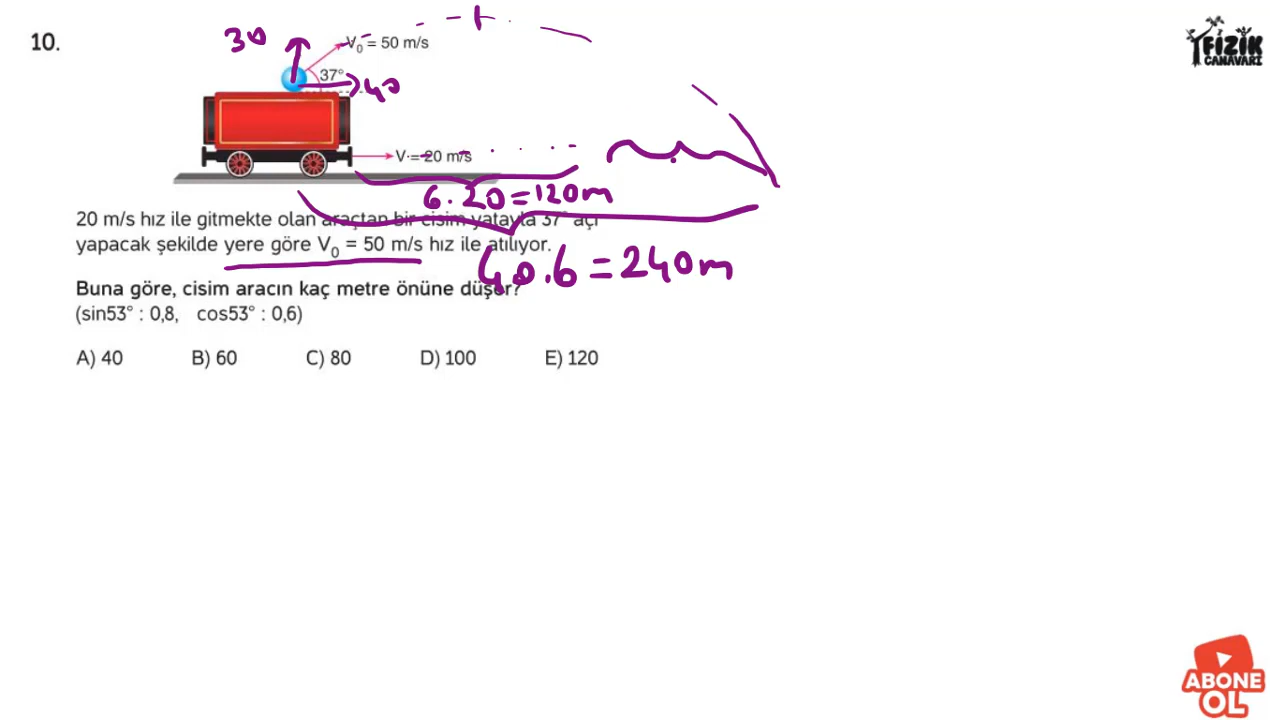 10.
30
V0 = 50 m/s
37°
40
V = 20 m/s
6.20=120m
20 m/s hız ile gitmekte olan araçtan bir cisim yatayla 37° açı
yapacak şekilde yere göre V0 = 50 m/s hız ile atılıyor.
40.6=240m
Buna göre, cisim aracın kaç metre önüne düşer?
(sin53° : 0,8, cos53° : 0,6)
A) 40 B) 60 C) 80 D) 100 E) 120
FİZİK
CANAVARI
ABONE
OL